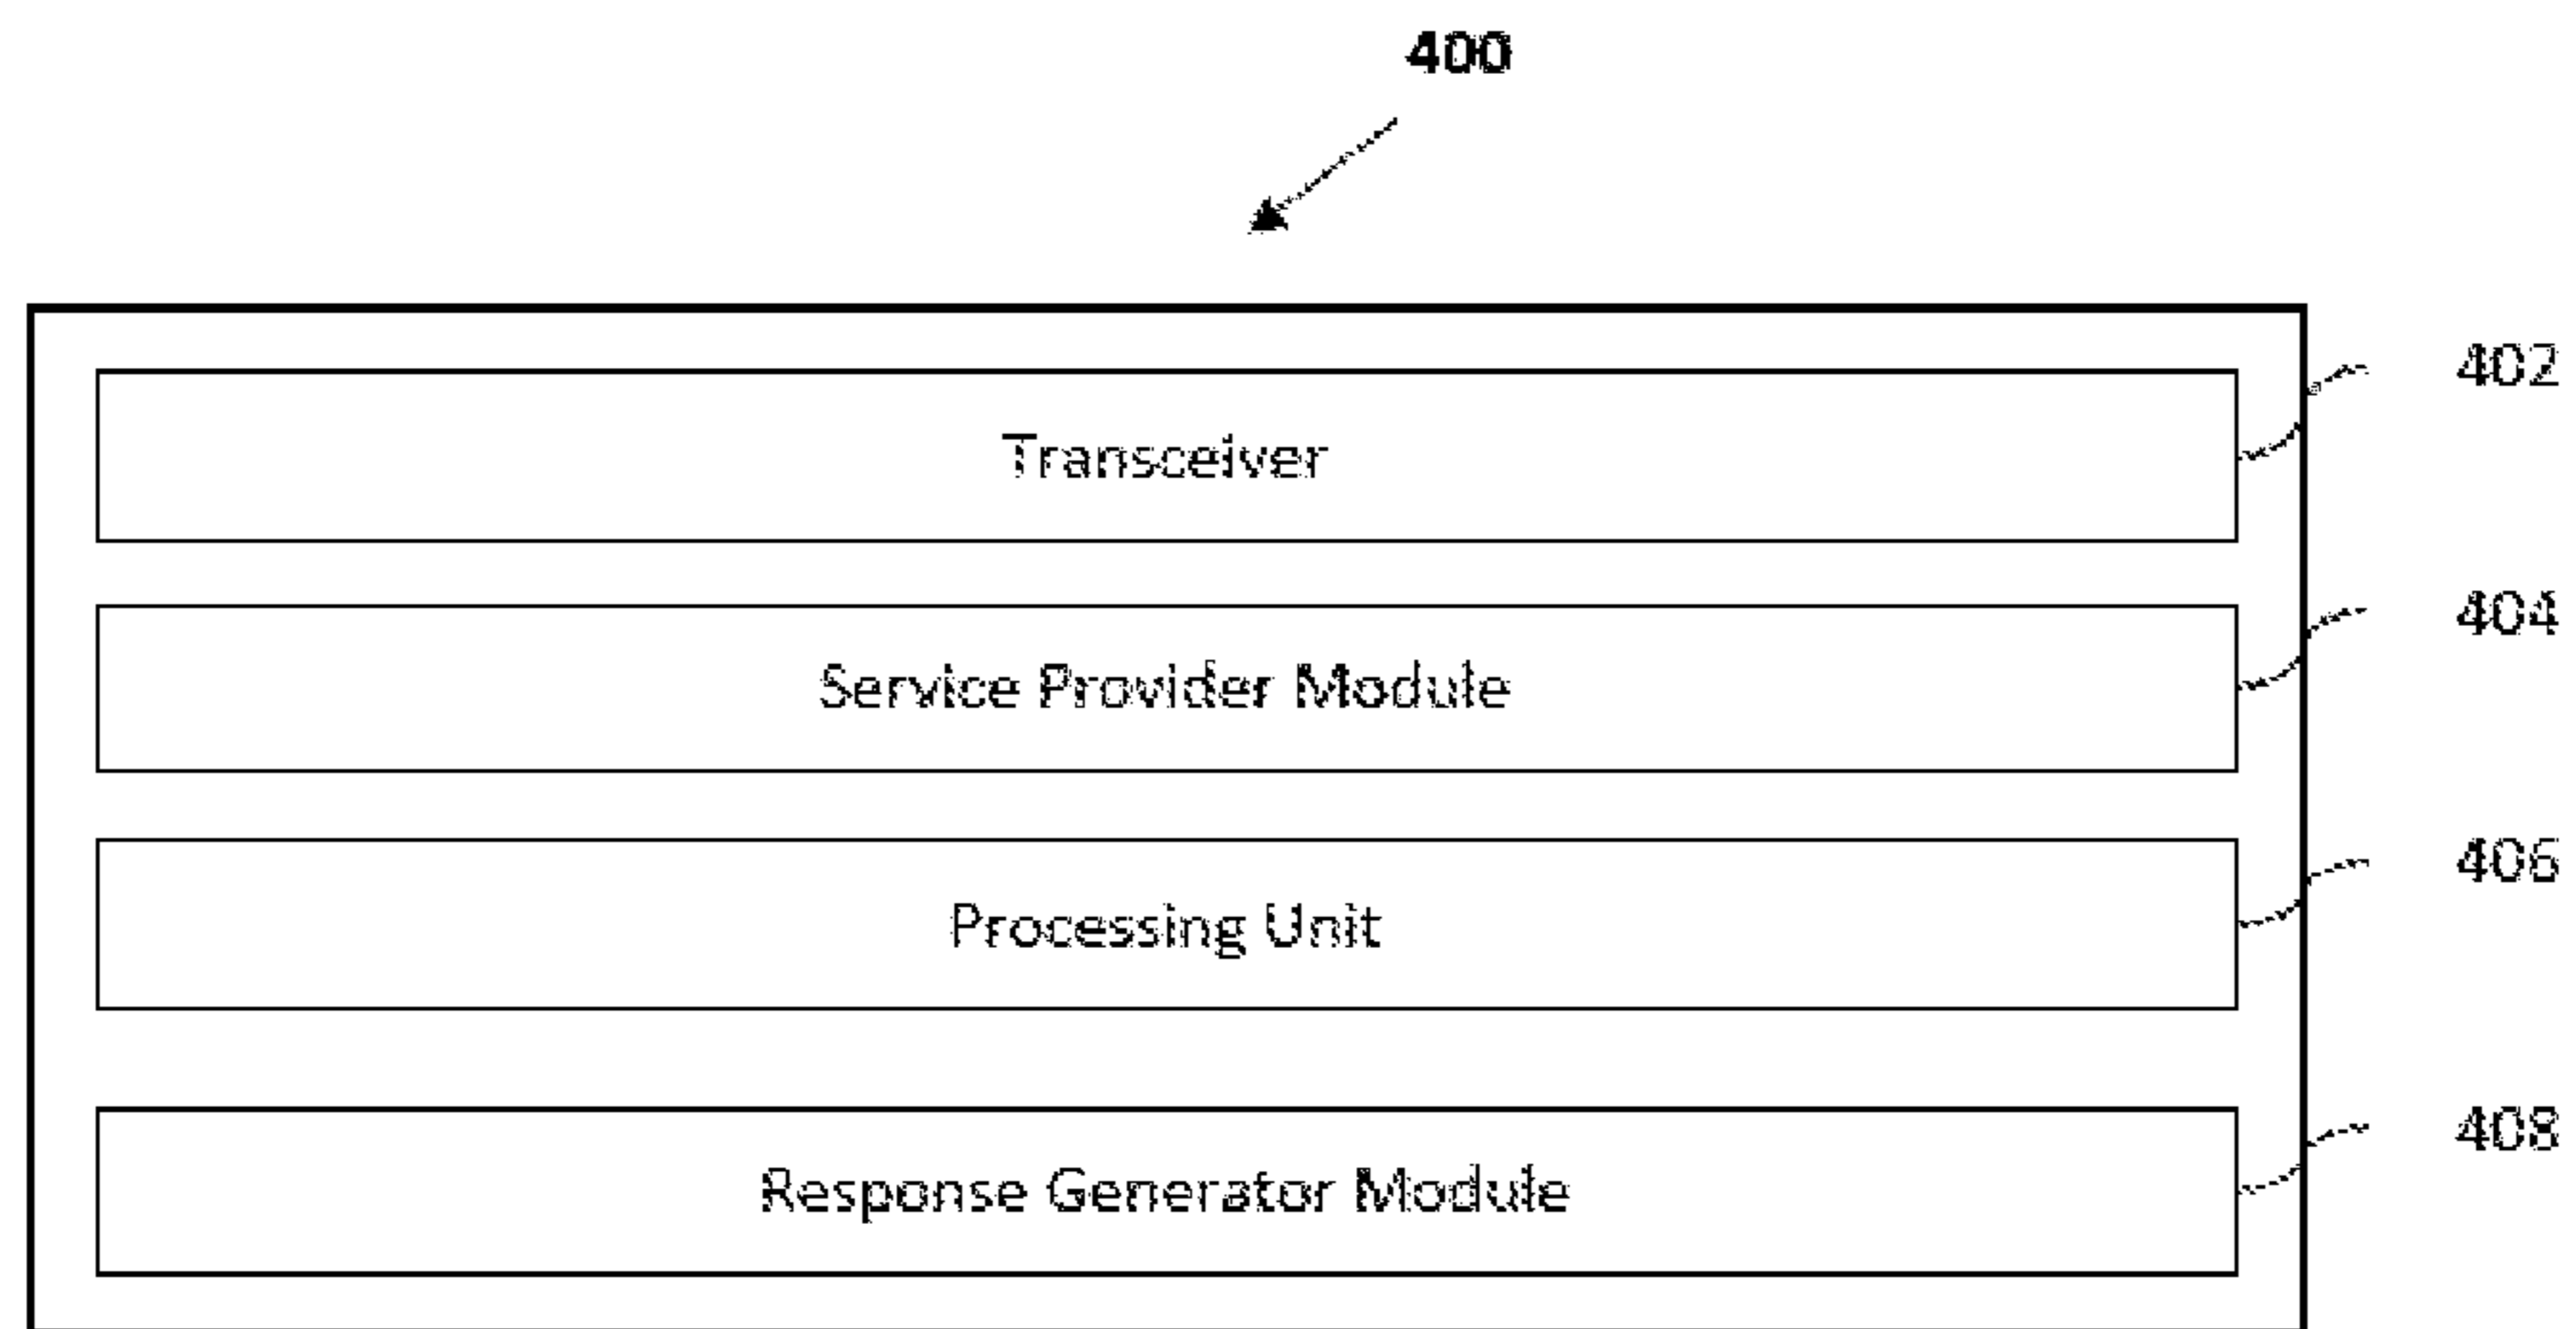 400
Transceiver
402
Service Provider Module
404
Processing Unit
406
Response Generator Module
408